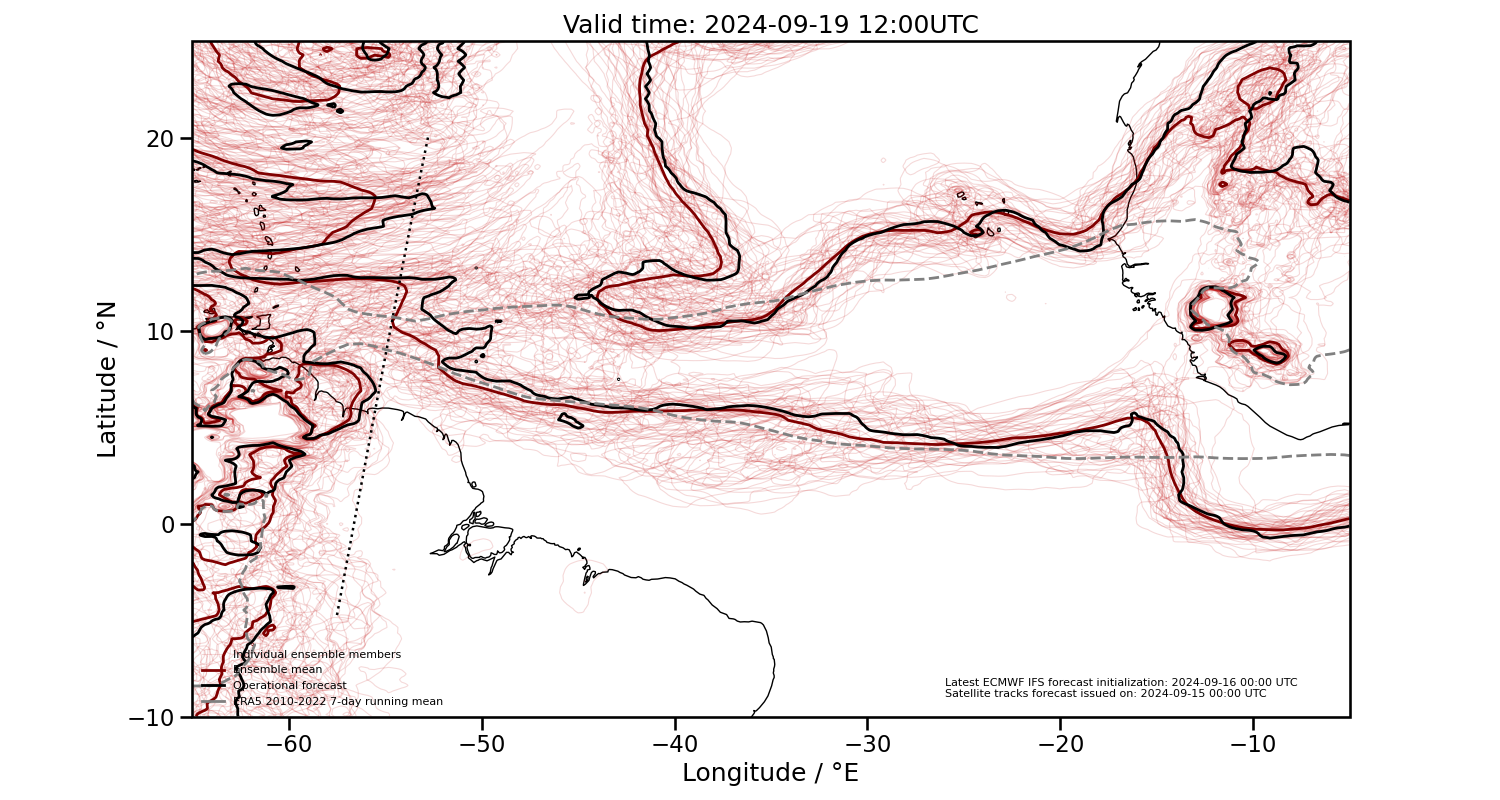 Valid time: 2024-09-19 12:00UTC
20
10
0
−10
Latitude / °N
Individual ensemble members
Ensemble mean
Operational forecast
ERA5 2010-2022 7-day running mean
Latest ECMWF IFS forecast initialization: 2024-09-16 00:00 UTC
Satellite tracks forecast issued on: 2024-09-15 00:00 UTC
−60 −50 −40 −30 −20 −10
Longitude / °E